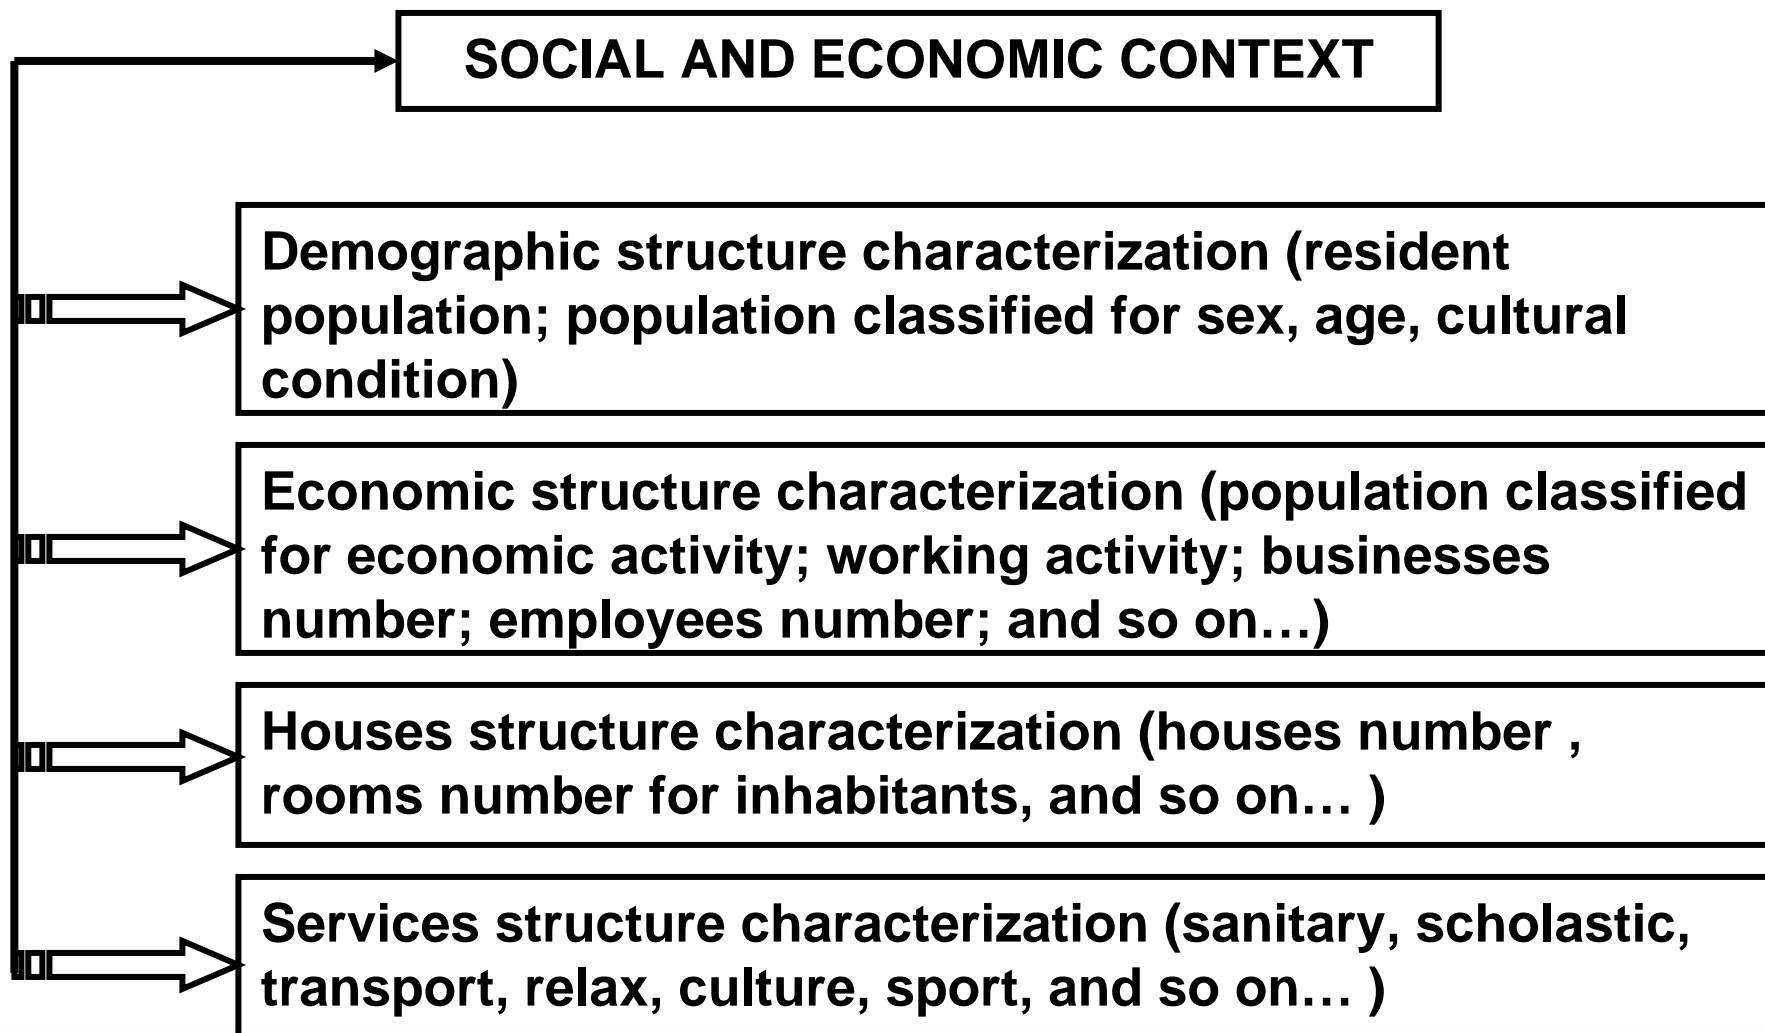 SOCIAL AND ECONOMIC CONTEXT
Demographic structure characterization (resident
population; population classified for sex, age, cultural
condition)
Economic structure characterization (population classified
for economic activity; working activity; businesses
number; employees number; and so on…)
Houses structure characterization (houses number ,
rooms number for inhabitants, and so on… )
Services structure characterization (sanitary, scholastic,
transport, relax, culture, sport, and so on… )